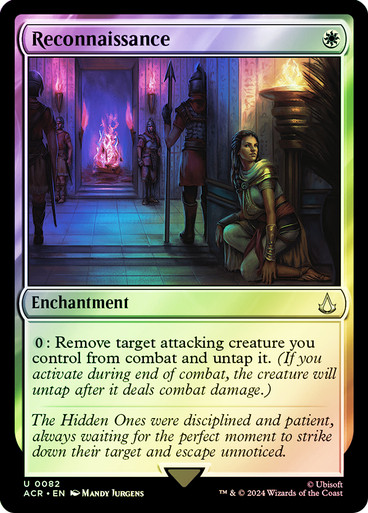 Reconnaissance
Enchantment
0: Remove target attacking creature you
control from combat and untap it. (If you
activate during end of combat, the creature will
untap after it deals combat damage.)
The Hidden Ones were disciplined and patient,
always waiting for the perfect moment to strike
down their target and escape unnoticed.
U 0082
ACR • EN Mandy Jurgens
© Ubisoft
™ & © 2024 Wizards of the Coast